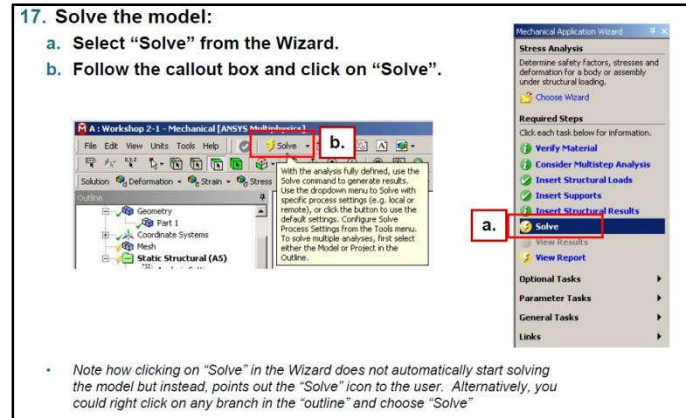 17. Solve the model:
a. Select “Solve” from the Wizard.
b. Follow the callout box and click on “Solve”.
A : Workshop 2-1 - Mechanical [ANSYS Multiphysics]
File Edit View Units Tools Help
Solve
b.
Solution Deformation Strain Stress
Outline
Geometry
Part 1
Coordinate Systems
Mesh
Static Structural (A5)
With the analysis fully defined, use the
Solve command to generate results.
Use the dropdown menu to Solve with
specific process settings (e.g. local or
remote), or click the button to use the
default settings. Configure Solve
Process Settings from the Tools menu.
To solve multiple analyses, first select
either the Model or Project in the
Outline.
Mechanical Application Wizard
Stress Analysis
Determine safety factors, stresses and
deformation for a body or assembly
under structural loading.
Choose Wizard
Required Steps
Click each task below for information.
Verify Material
Consider Multistep Analysis
Insert Structural Loads
Insert Supports
Insert Structural Results
a.
Solve
View Results
View Report
Optional Tasks
Parameter Tasks
General Tasks
Links
• Note how clicking on “Solve” in the Wizard does not automatically start solving
the model but instead, points out the “Solve” icon to the user. Alternatively, you
could right click on any branch in the “outline” and choose “Solve”